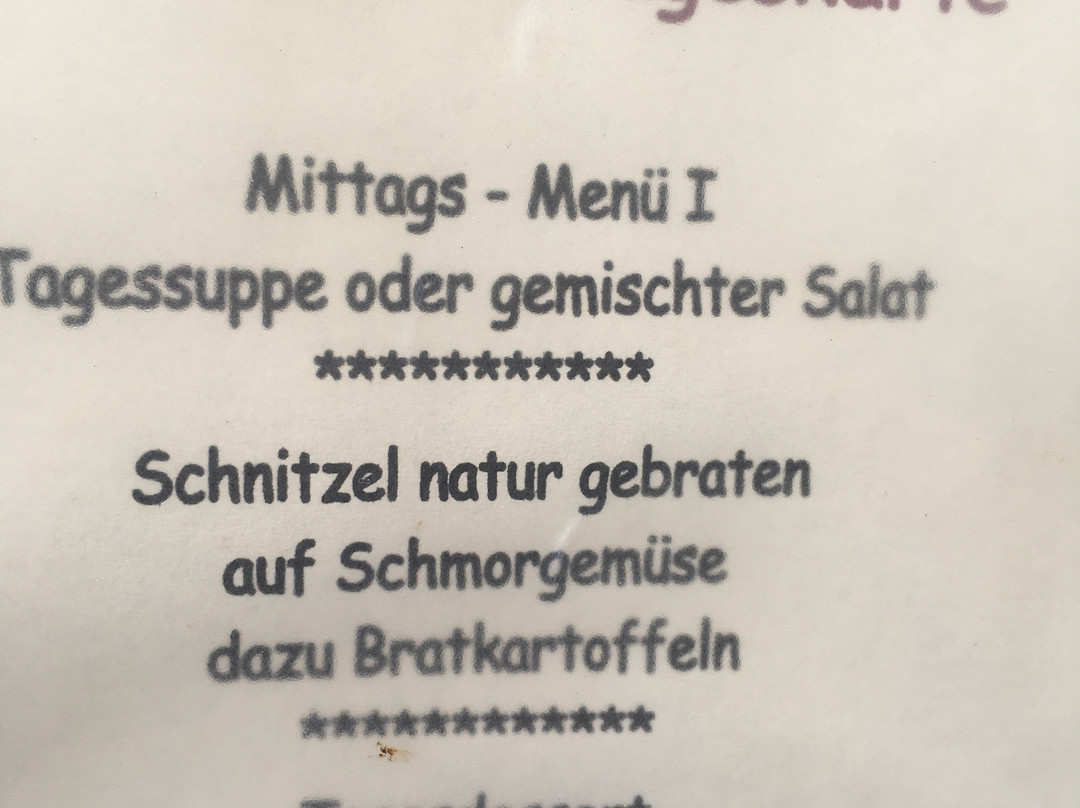 Mittags - Menü I
Tagessuppe oder gemischter Salat
***********
Schnitzel natur gebraten
auf Schmorgemüse
dazu Bratkartoffeln
************